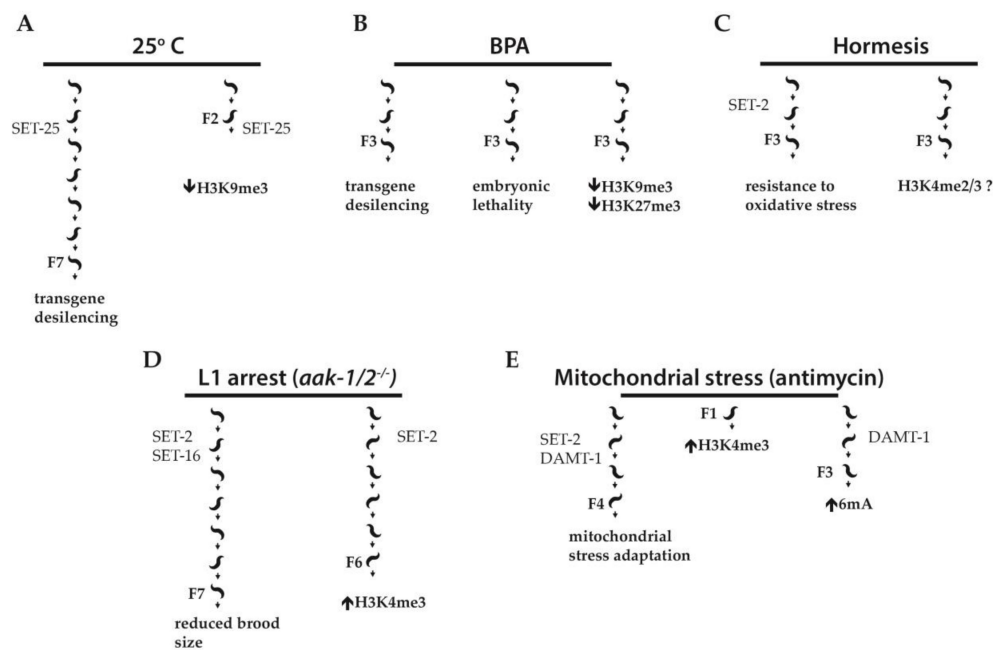 A
25º C
SET-25
F2
SET-25
↓H3K9me3
F7
transgene
desilencing
B
BPA
F3
F3
F3
transgene
desilencing
embryonic
lethality
↓H3K9me3
↓H3K27me3
C
Hormesis
SET-2
F3
F3
resistance to
oxidative stress
H3K4me2/3 ?
D
L1 arrest (aak-1/2-/-)
SET-2
SET-16
SET-2
F6
F7
↑H3K4me3
reduced brood
size
E
Mitochondrial stress (antimycin)
F1
SET-2
DAMT-1
↑H3K4me3
DAMT-1
F3
F4
↑6mA
mitochondrial
stress adaptation